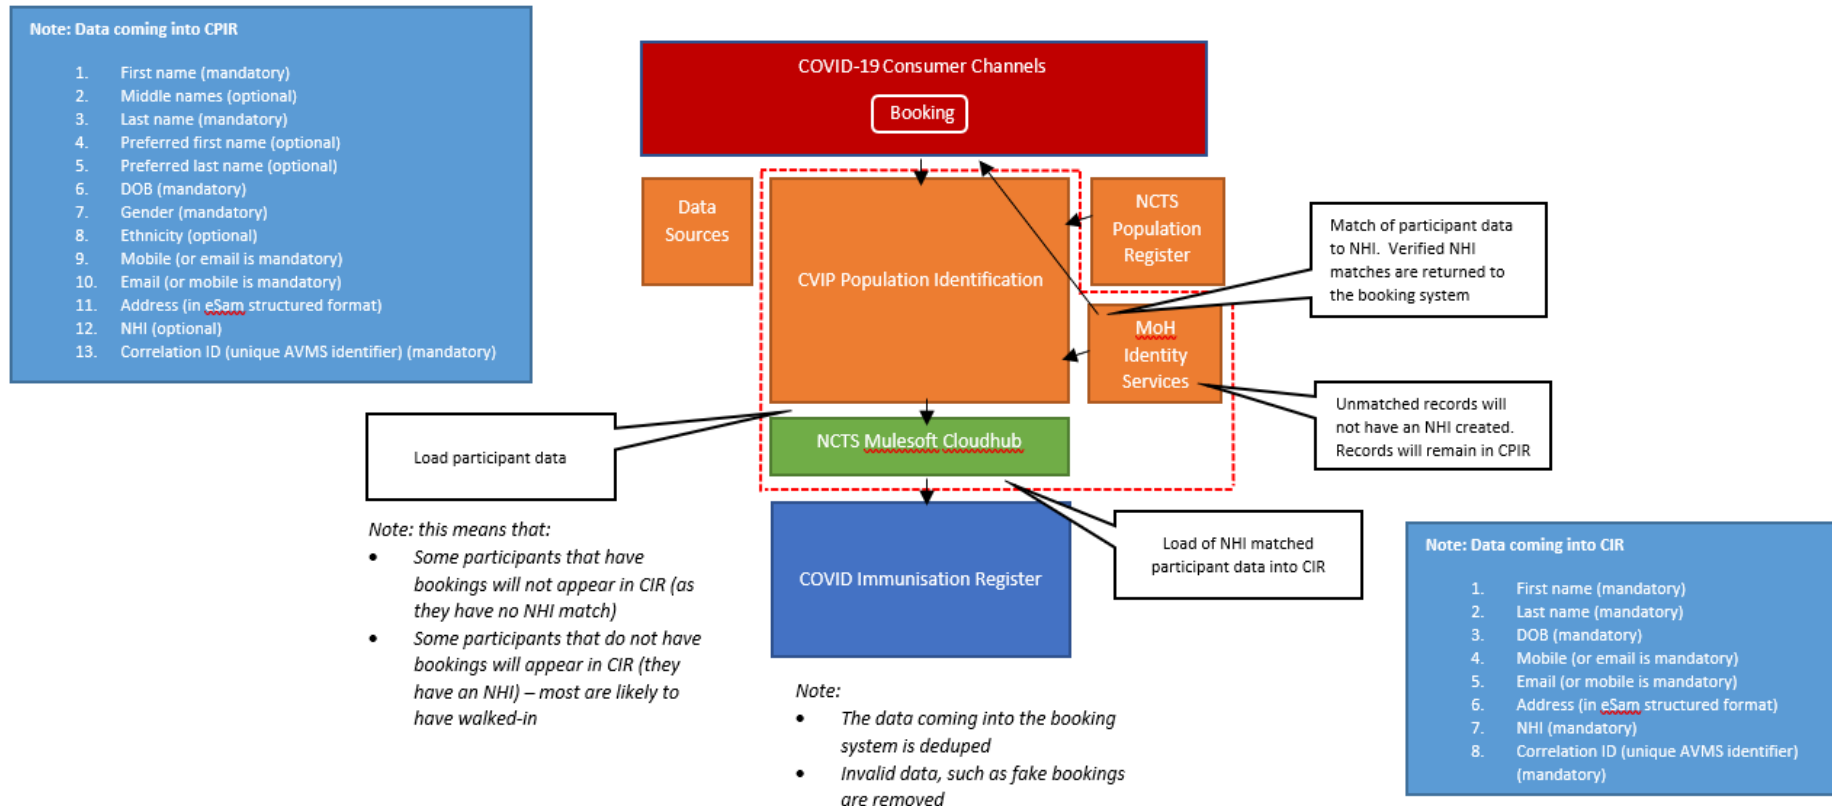 Note: Data coming into CPIR
1. First name (mandatory)
2. Middle names (optional)
3. Last name (mandatory)
4. Preferred first name (optional)
5. Preferred last name (optional)
6. DOB (mandatory)
7. Gender (mandatory)
8. Ethnicity (optional)
9. Mobile (or email is mandatory)
10. Email (or mobile is mandatory)
11. Address (in eSam structured format)
12. NHI (optional)
13. Correlation ID (unique AVMS identifier) (mandatory)
COVID-19 Consumer Channels
Booking
Data
Sources
CVIP Population Identification
NCTS
Population
Register
MoH
Identity
Services
Match of participant data
to NHI. Verified NHI
matches are returned to
the booking system
Unmatched records will
not have an NHI created.
Records will remain in CPIR
Load participant data
NCTS Mulesoft Cloudhub
Note: this means that:
• Some participants that have
bookings will not appear in CIR (as
they have no NHI match)
• Some participants that do not have
bookings will appear in CIR (they
have an NHI) – most are likely to
have walked-in
COVID Immunisation Register
Load of NHI matched
participant data into CIR
Note:
• The data coming into the booking
system is deduped
• Invalid data, such as fake bookings
are removed
Note: Data coming into CIR
1. First name (mandatory)
2. Last name (mandatory)
3. DOB (mandatory)
4. Mobile (or email is mandatory)
5. Email (or mobile is mandatory)
6. Address (in eSam structured format)
7. NHI (mandatory)
8. Correlation ID (unique AVMS identifier)
(mandatory)